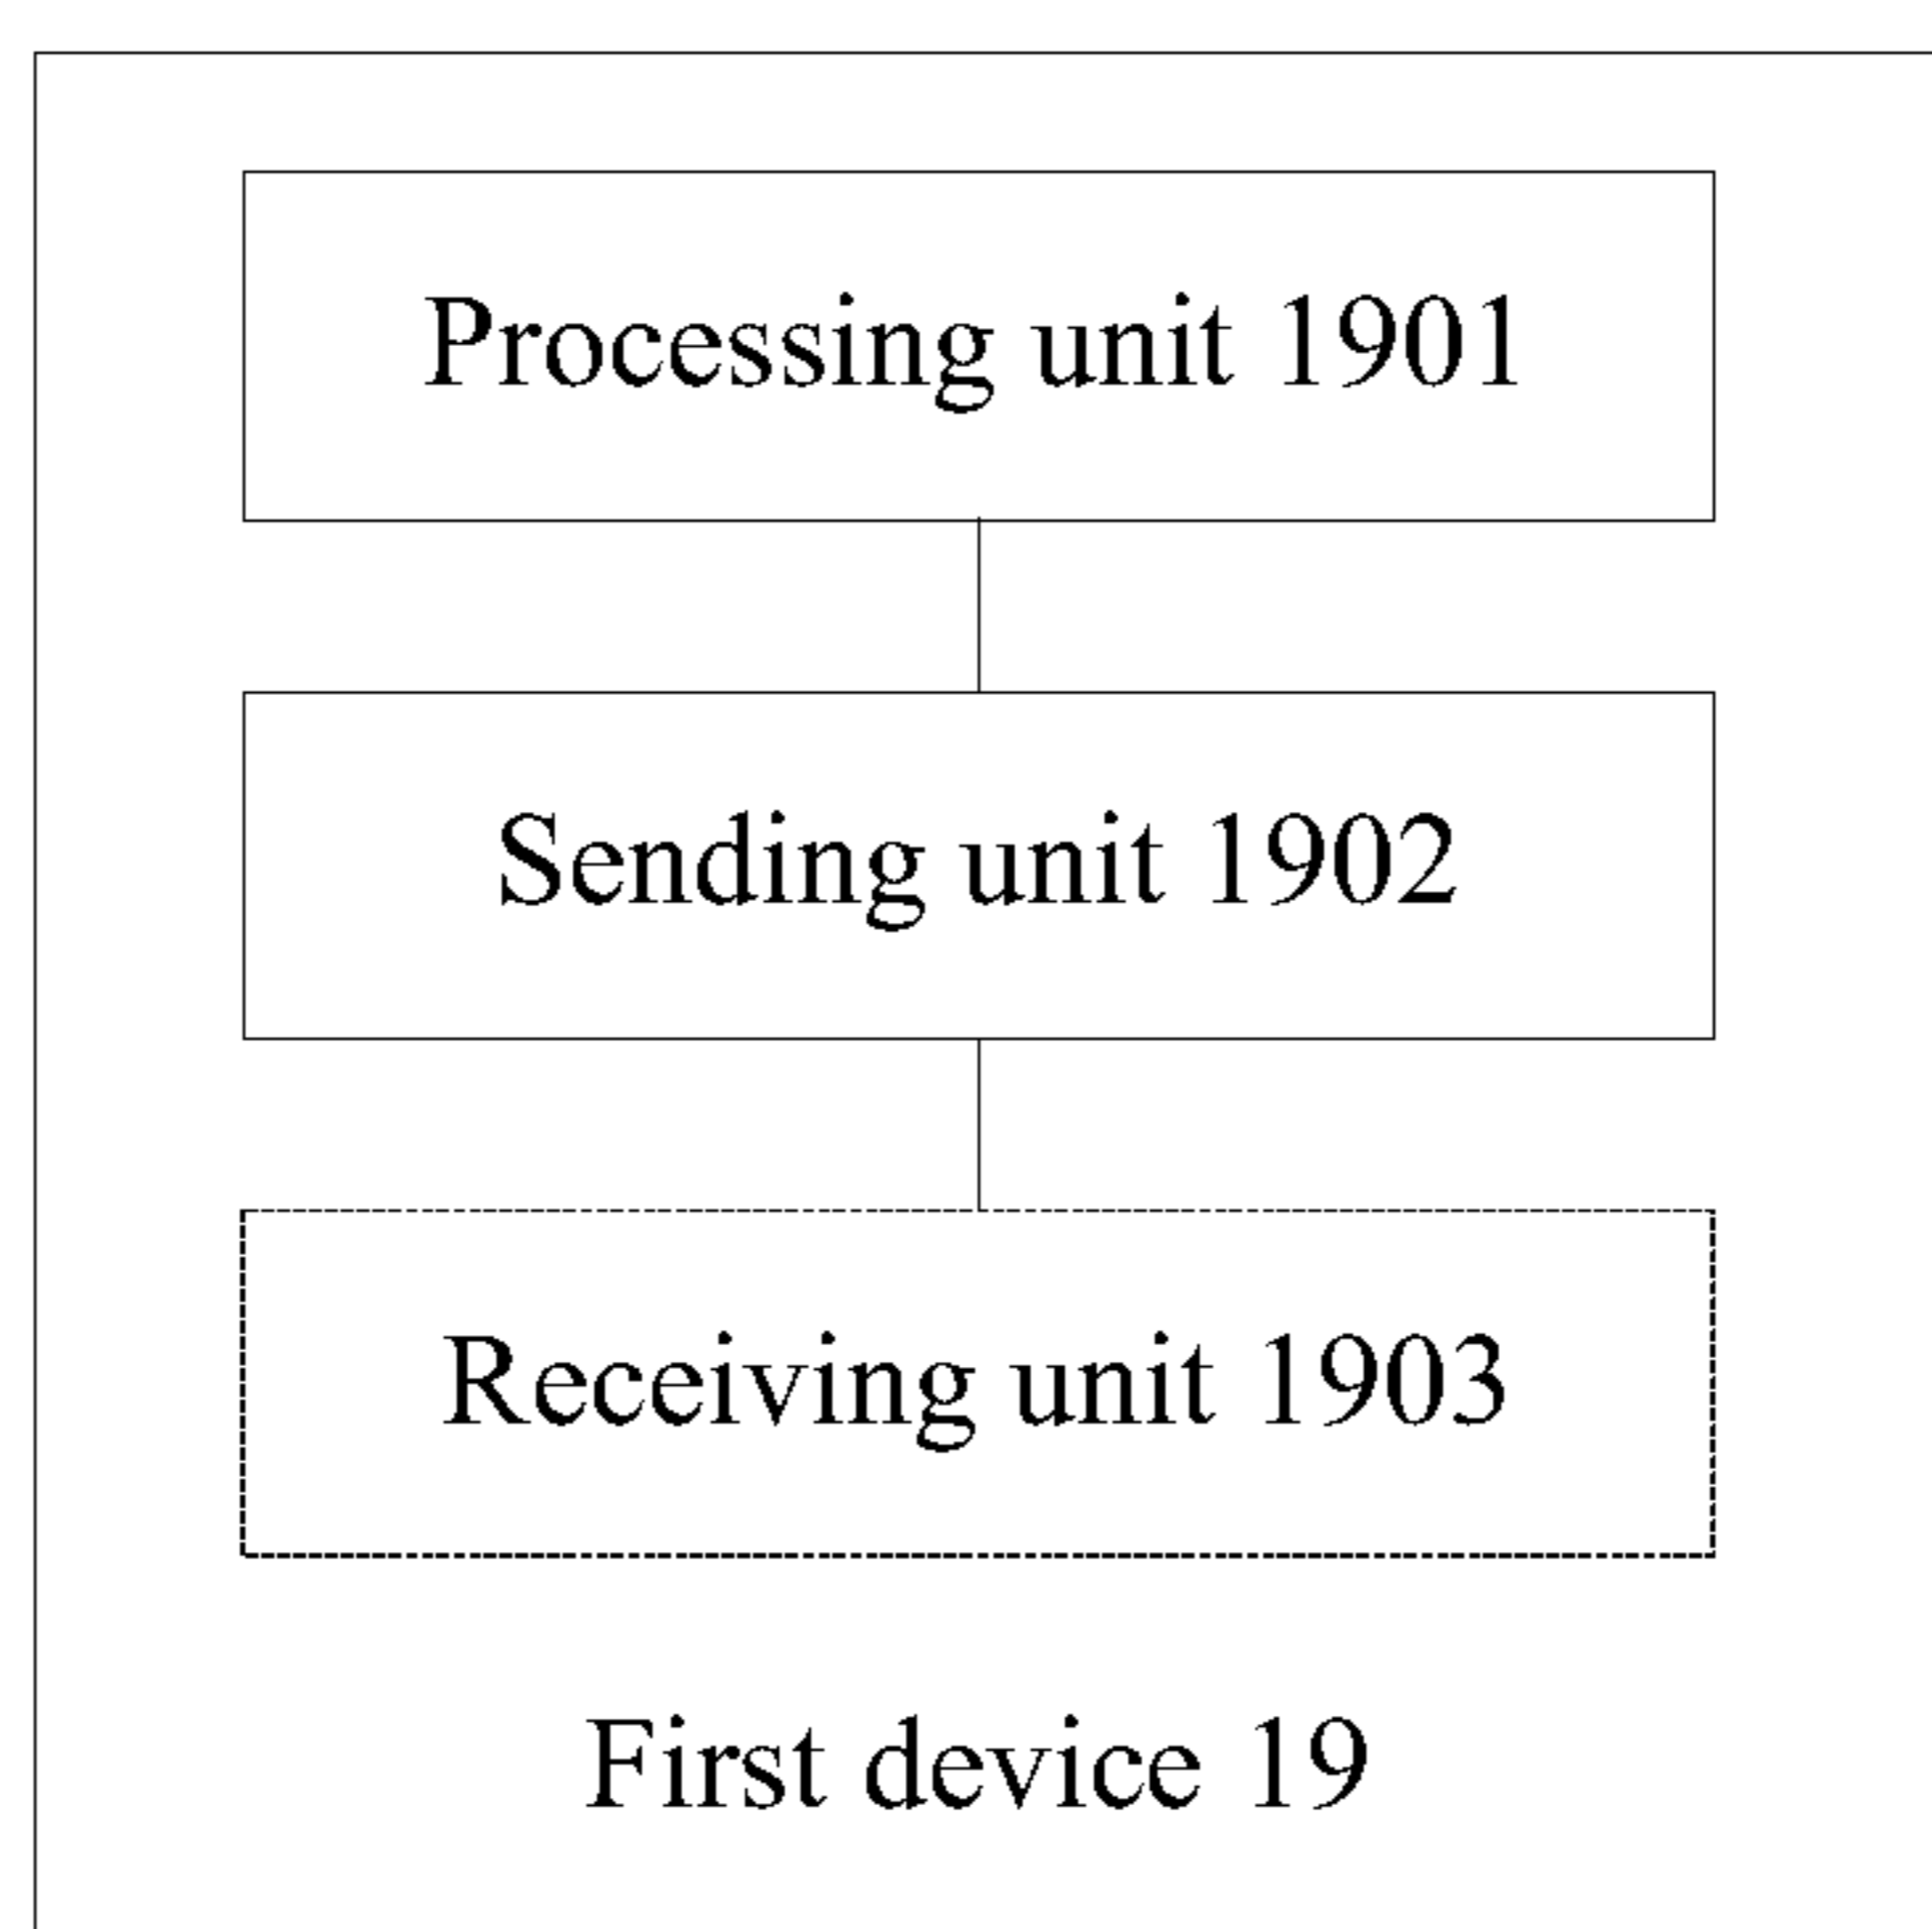 Processing unit 1901
Sending unit 1902
Receiving unit 1903
First device 19